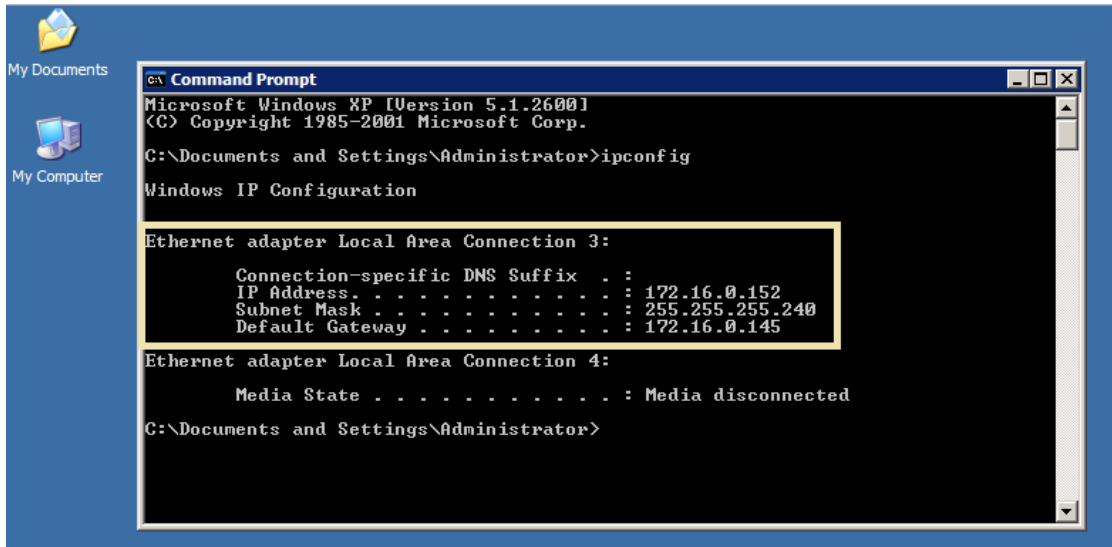 My Documents
My Computer
Command Prompt
Microsoft Windows XP [Version 5.1.2600]
(C) Copyright 1985-2001 Microsoft Corp.
C:\Documents and Settings\Administrator>ipconfig
Windows IP Configuration
Ethernet adapter Local Area Connection 3:
Connection-specific DNS Suffix . :
IP Address. . . . . . . . . . . . : 172.16.0.152
Subnet Mask . . . . . . . . . . . : 255.255.255.240
Default Gateway . . . . . . . . . : 172.16.0.145
Ethernet adapter Local Area Connection 4:
Media State . . . . . . . . . . . : Media disconnected
C:\Documents and Settings\Administrator>